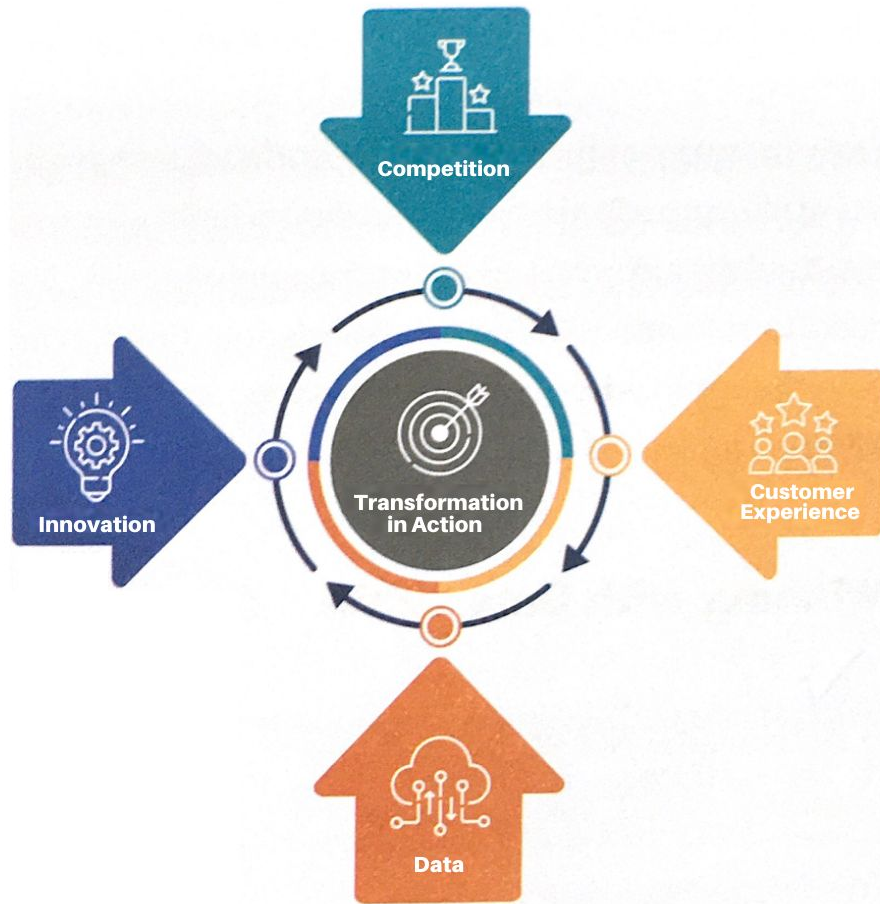 Competition
Innovation
Transformation
in Action
Customer
Experience
Data